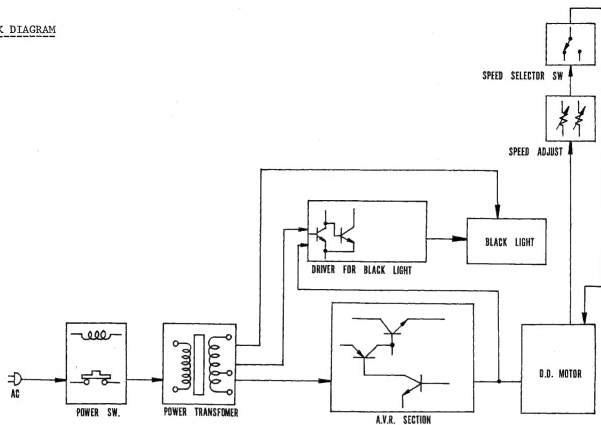 K DIAGRAM
SPEED SELECTOR SW
SPEED ADJUST
BLACK LIGHT
DRIVER FOR BLACK LIGHT
D.D. MOTOR
AC
POWER SW.
POWER TRANSFOMER
A.V.R. SECTION